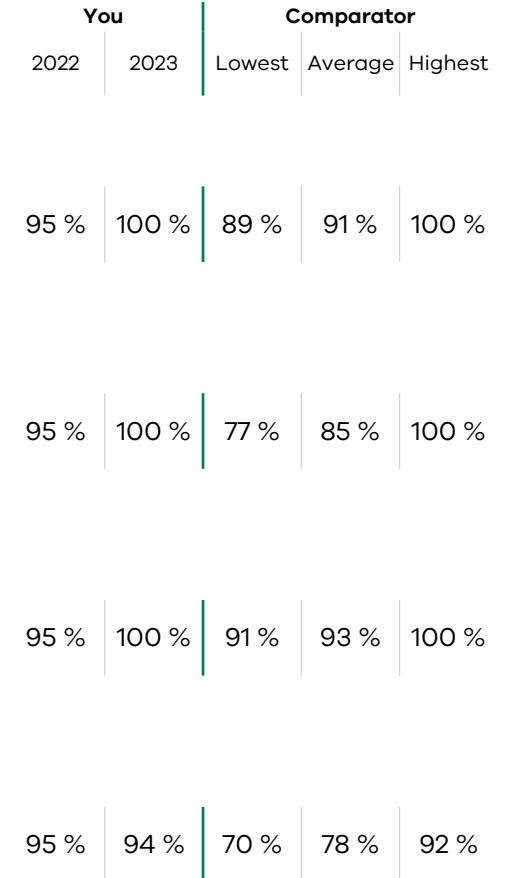 You Comparator
2022 2023 Lowest Average Highest
95 % 100 % 89 % 91 % 100 %
95 % 100 % 77 % 85 % 100 %
95 % 100 % 91 % 93 % 100 %
95 % 94 % 70 % 78 % 92 %